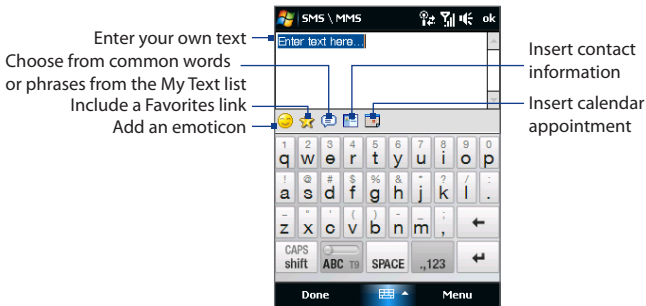 SMS \ MMS ok
Enter your own text
Enter text here...
Choose from common words
or phrases from the My Text list
Include a Favorites link
Add an emoticon
Insert contact
information
Insert calendar
appointment
1 2 3 4 5 6 7 8 9 0
q w e r t y u i o p
! @ # $ % & " ? / :
a s d f g h j k l .
z x c v b n m ,
CAPS
shift ABC T9 SPACE .,123
Done Menu